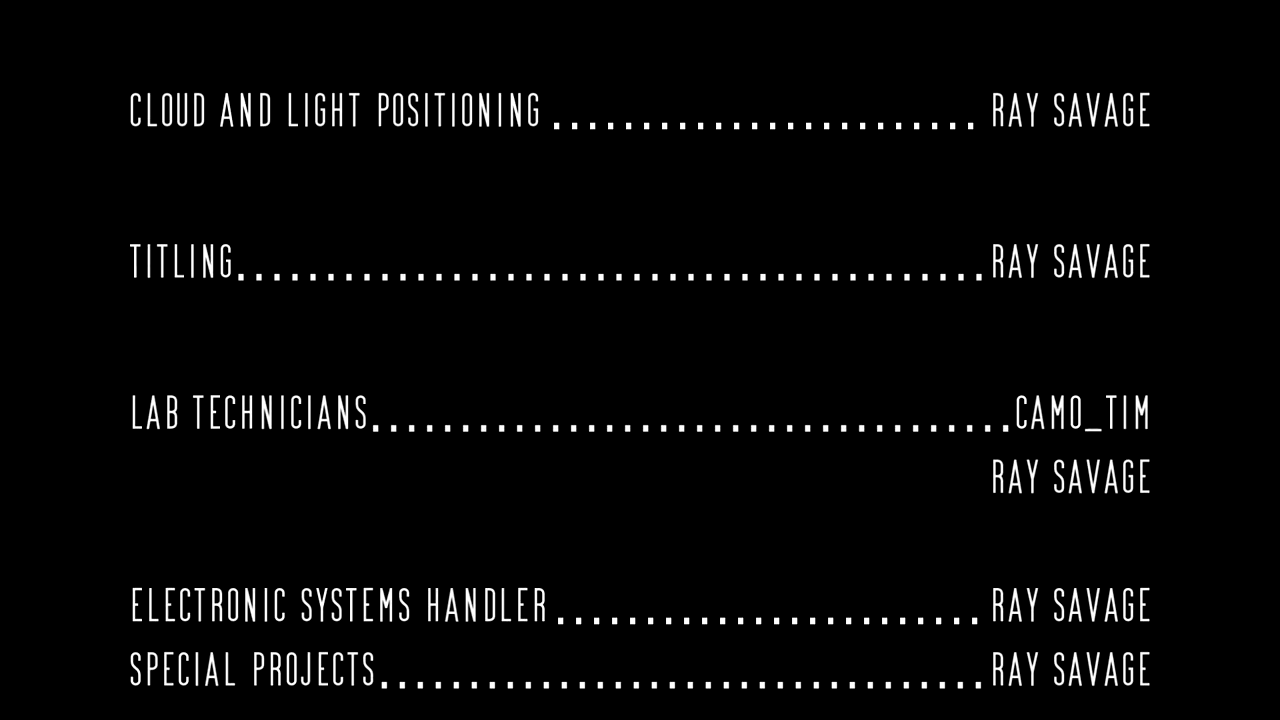 CLOUD AND LIGHT POSITIONING ........................ RAY SAVAGE
TITLING..........................................RAY SAVAGE
LAB TECHNICIANS....................................CAMO_TIM
RAY SAVAGE
ELECTRONIC SYSTEMS HANDLER ........................ RAY SAVAGE
SPECIAL PROJECTS..................................RAY SAVAGE